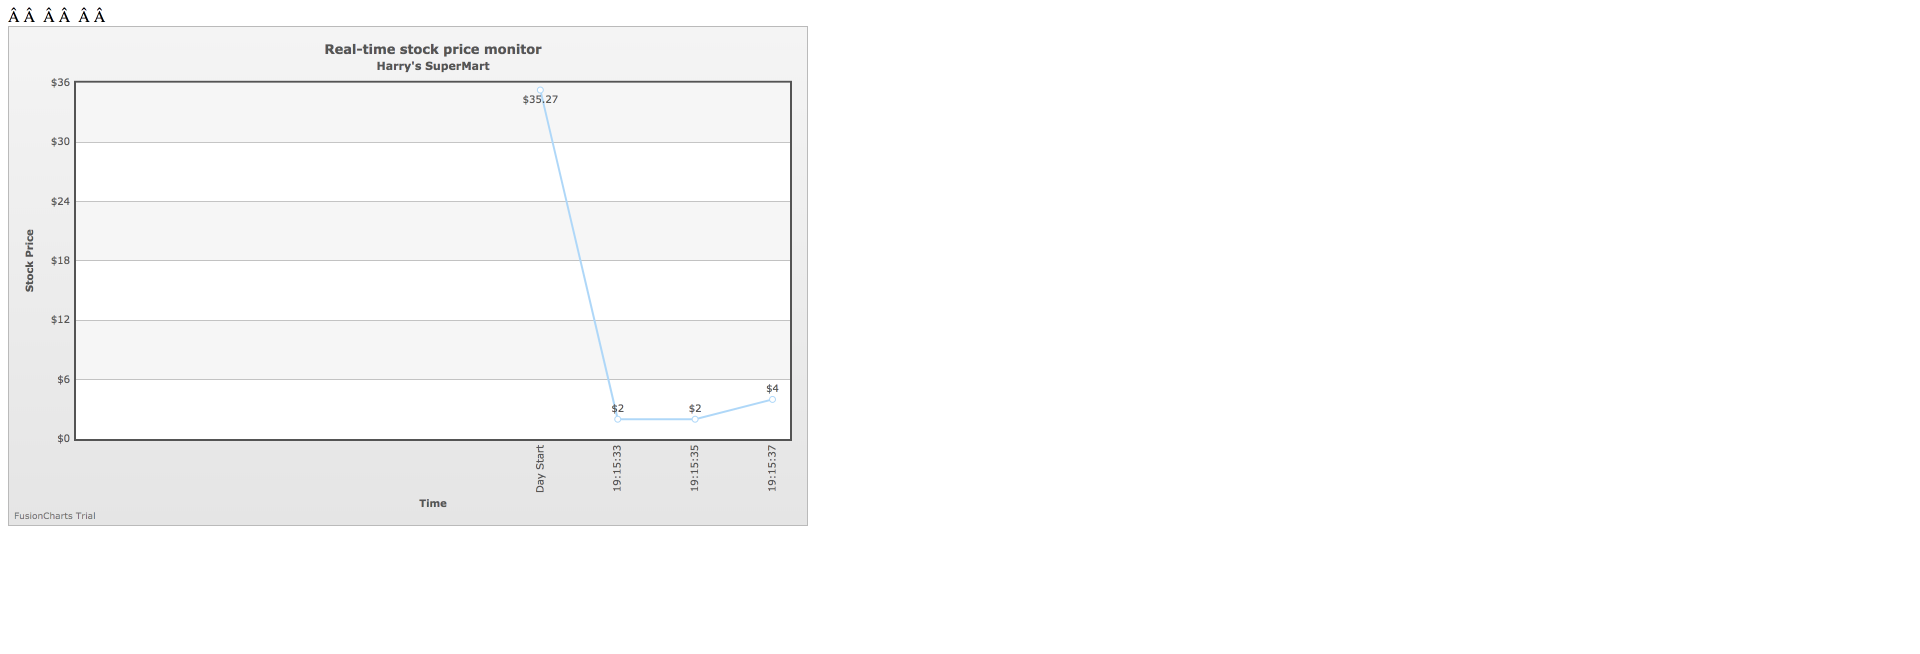 Â Â  Â Â  Â Â
Real-time stock price monitor
Harry's SuperMart
$36
$30
$24
$18
$12
$6
$0
Stock Price
$35.27
$2
$2
$4
Day Start
19:15:33
19:15:35
19:15:37
Time
FusionCharts Trial